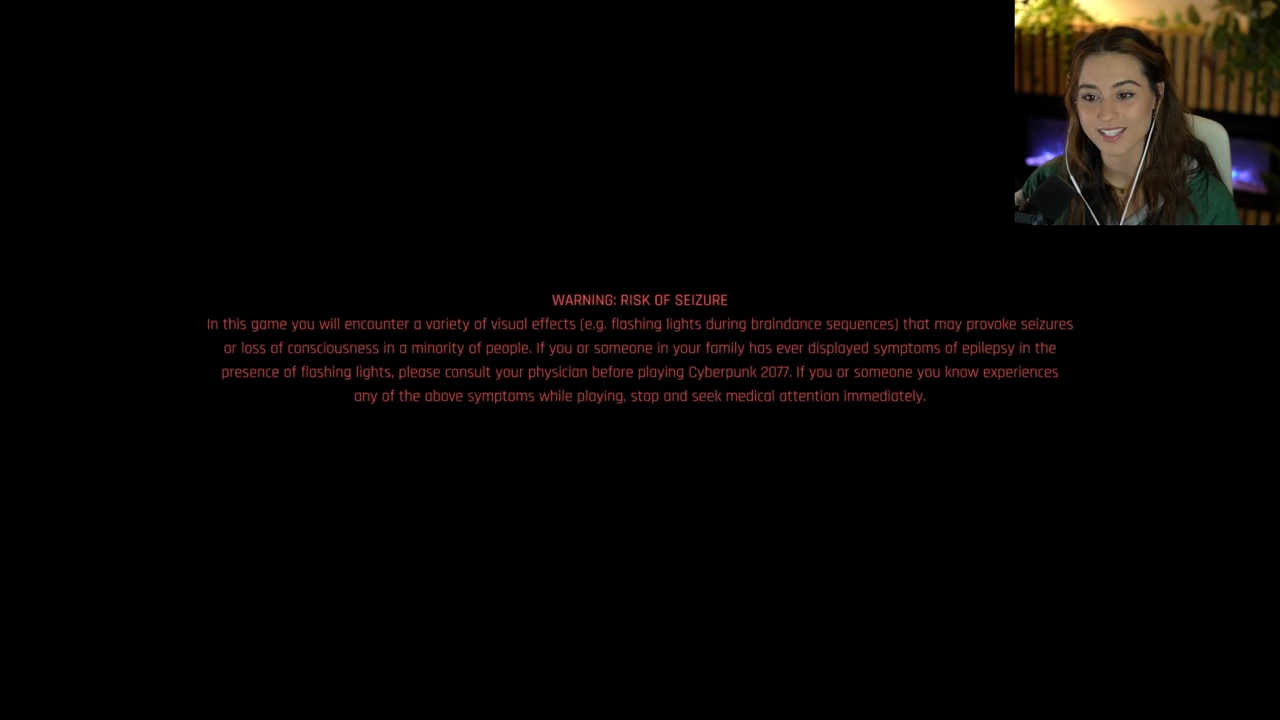 WARNING: RISK OF SEIZURE
In this game you will encounter a variety of visual effects (e.g. flashing lights during braindance sequences) that may provoke seizures
or loss of consciousness in a minority of people. If you or someone in your family has ever displayed symptoms of epilepsy in the
presence of flashing lights, please consult your physician before playing Cyberpunk 2077. If you or someone you know experiences
any of the above symptoms while playing, stop and seek medical attention immediately.